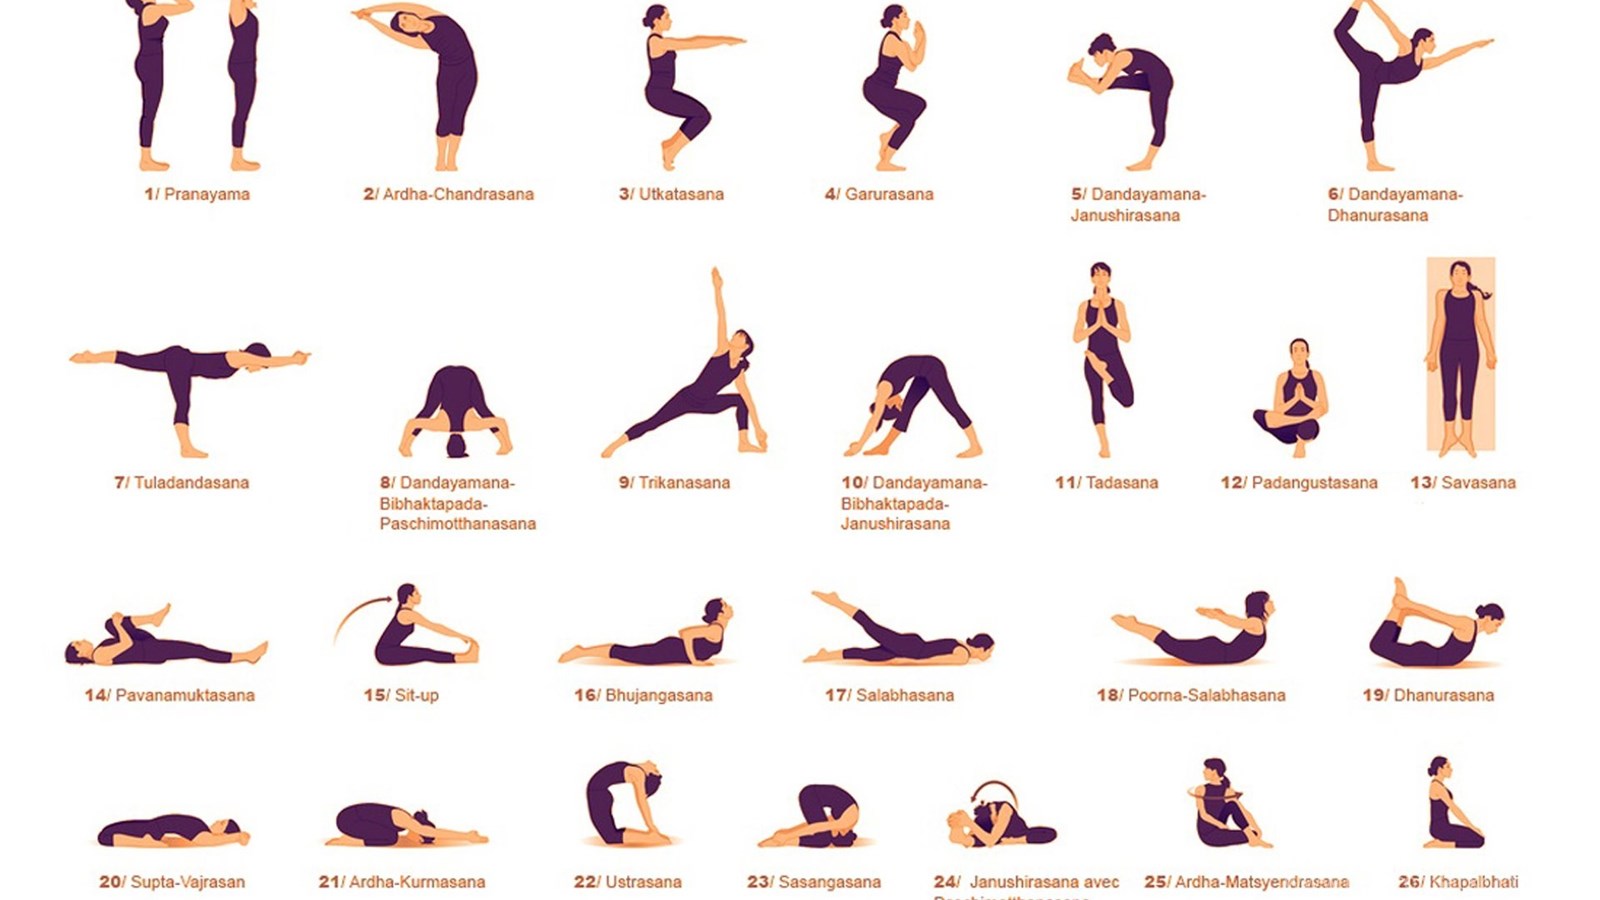 1/ Pranayama
2/ Ardha-Chandrasana
3/ Utkatasana
4/ Garurasana
5/ Dandayamana-
Janushirasana
6/ Dandayamana-
Dhanurasana
7/ Tuladandasana
8/ Dandayamana-
Bibhaktapada-
Paschimotthanasana
9/ Trikanasana
10/ Dandayamana-
Bibhaktapada-
Janushirasana
11/ Tadasana
12/ Padangustasana
13/ Savasana
14/ Pavanamuktasana
15/ Sit-up
16/ Bhujangasana
17/ Salabhasana
18/ Poorna-Salabhasana
19/ Dhanurasana
20/ Supta-Vajrasan
21/ Ardha-Kurmasana
22/ Ustrasana
23/ Sasangasana
24/ Janushirasana avec
Paschimotthanasana
25/ Ardha-Matsyendrasana
26/ Khapalbhati